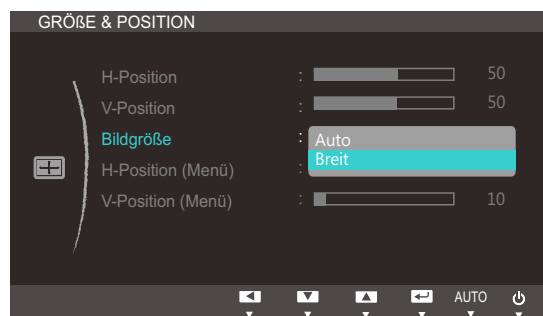 GRÖßE & POSITION
H-Position : 50
V-Position : 50
Bildgröße : Auto
Breit
H-Position (Menü) :
V-Position (Menü) : 10
AUTO